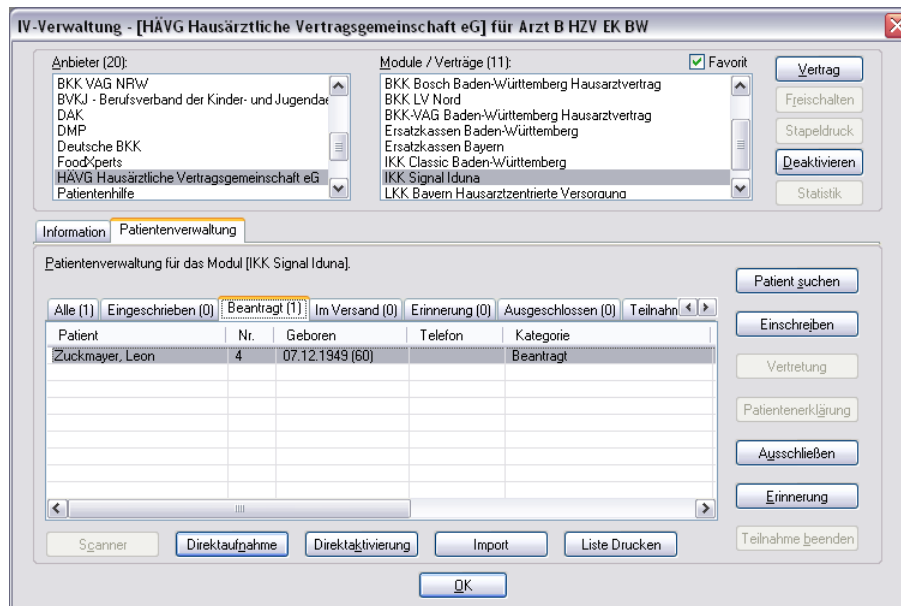 IV-Verwaltung - [HÄVG Hausärztliche Vertragsgemeinschaft eG] für Arzt B HZV EK BW
Anbieter (20):
BKK VAG NRW
BVKJ - Berufsverband der Kinder- und Jugendae
DAK
DMP
Deutsche BKK
FoodXperts
HÄVG Hausärztliche Vertragsgemeinschaft eG
Patientenhilfe
Module / Verträge (11):
Favorit
BKK Bosch Baden-Württemberg Hausarztvertrag
BKK LV Nord
BKK-VAG Baden-Württemberg Hausarztvertrag
Ersatzkassen Baden-Württemberg
Ersatzkassen Bayern
IKK Classic Baden-Württemberg
IKK Signal Iduna
LKK Bayern Hausarztzentrierte Versorgung
Vertrag
Freischalten
Stapeldruck
Deaktivieren
Statistik
Information Patientenverwaltung
Patientenverwaltung für das Modul [IKK Signal Iduna].
Alle (1) Eingeschrieben (0) Beantragt (1) Im Versand (0) Erinnerung (0) Ausgeschlossen (0) Teilnahm
Patient Nr. Geboren Telefon Kategorie
Zuckmayer, Leon 4 07.12.1949 (60) Beantragt
Patient suchen
Einschreiben
Vertretung
Patientenerklärung
Ausschließen
Erinnerung
Teilnahme beenden
Scanner Direktaufnahme Direktaktivierung Import Liste Drucken
OK